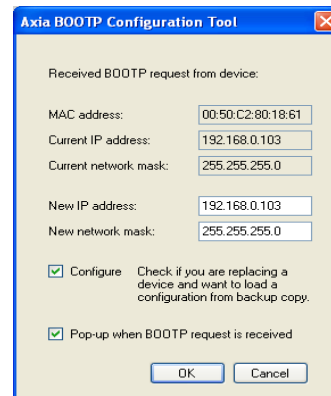 Axia BOOTP Configuration Tool
Received BOOTP request from device:
MAC address: 00:50:C2:80:18:61
Current IP address: 192.168.0.103
Current network mask: 255.255.255.0
New IP address: 192.168.0.103
New network mask: 255.255.255.0
Configure Check if you are replacing a
device and want to load a
configuration from backup copy.
Pop-up when BOOTP request is received
OK Cancel